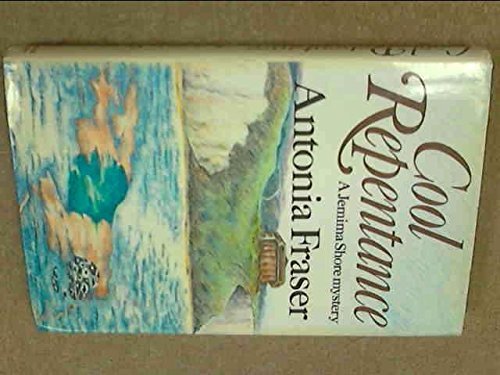 Cool
Repentance
A Jemima Shore mystery
Antonia Fraser